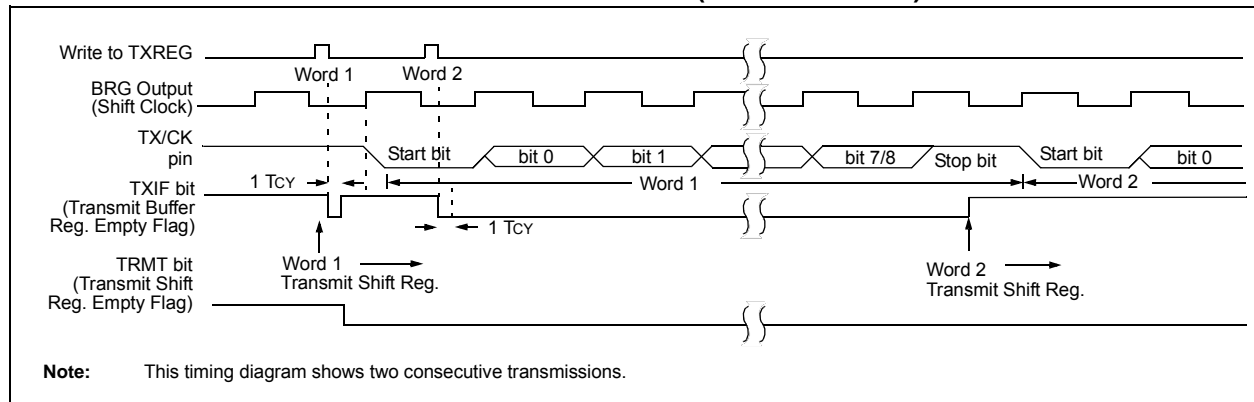 Write to TXREG
Word 1 Word 2
BRG Output
(Shift Clock)
TX/CK
pin
Start bit bit 0 bit 1 bit 7/8 Stop bit Start bit bit 0
1 TCY Word 1 Word 2
TXIF bit
(Transmit Buffer
Reg. Empty Flag)
1 TCY
TRMT bit
(Transmit Shift
Reg. Empty Flag)
Word 1
Transmit Shift Reg.
Word 2
Transmit Shift Reg.
Note: This timing diagram shows two consecutive transmissions.